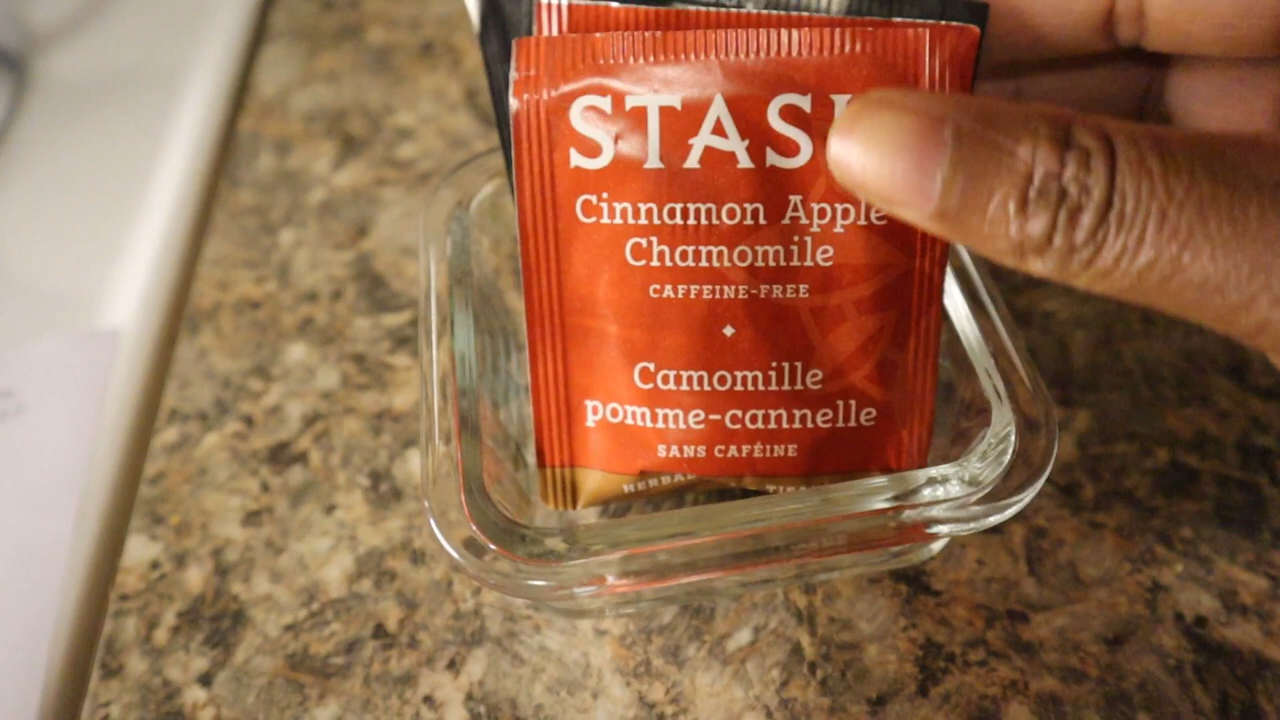 STAS
Cinnamon Apple
Chamomile
CAFFEINE-FREE
Camomille
pomme-cannelle
SANS CAFÉINE
HERBAL